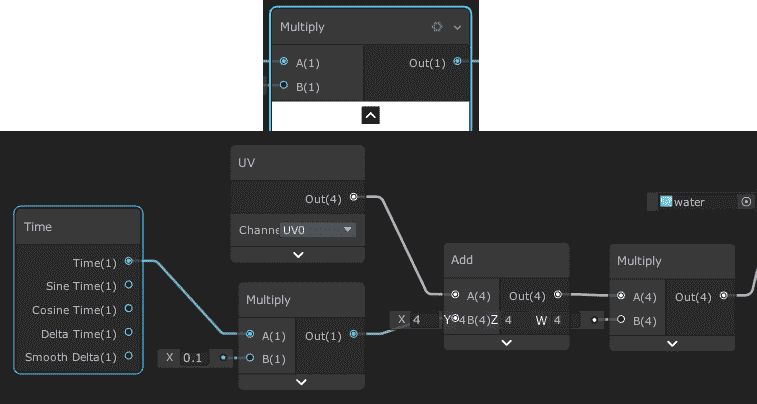 Multiply
A(1) Out(1)
B(1)
UV
Out(4)
Channe UV0
water
Time
Time(1)
Sine Time(1)
Cosine Time(1)
Delta Time(1)
Smooth Delta(1)
Multiply
A(1) Out(1)
X 0.1 B(1)
Add
A(4) Out(4)
B(4)
Multiply
A(4) Out(4)
X 4 Y 4 Z 4 W 4 B(4)